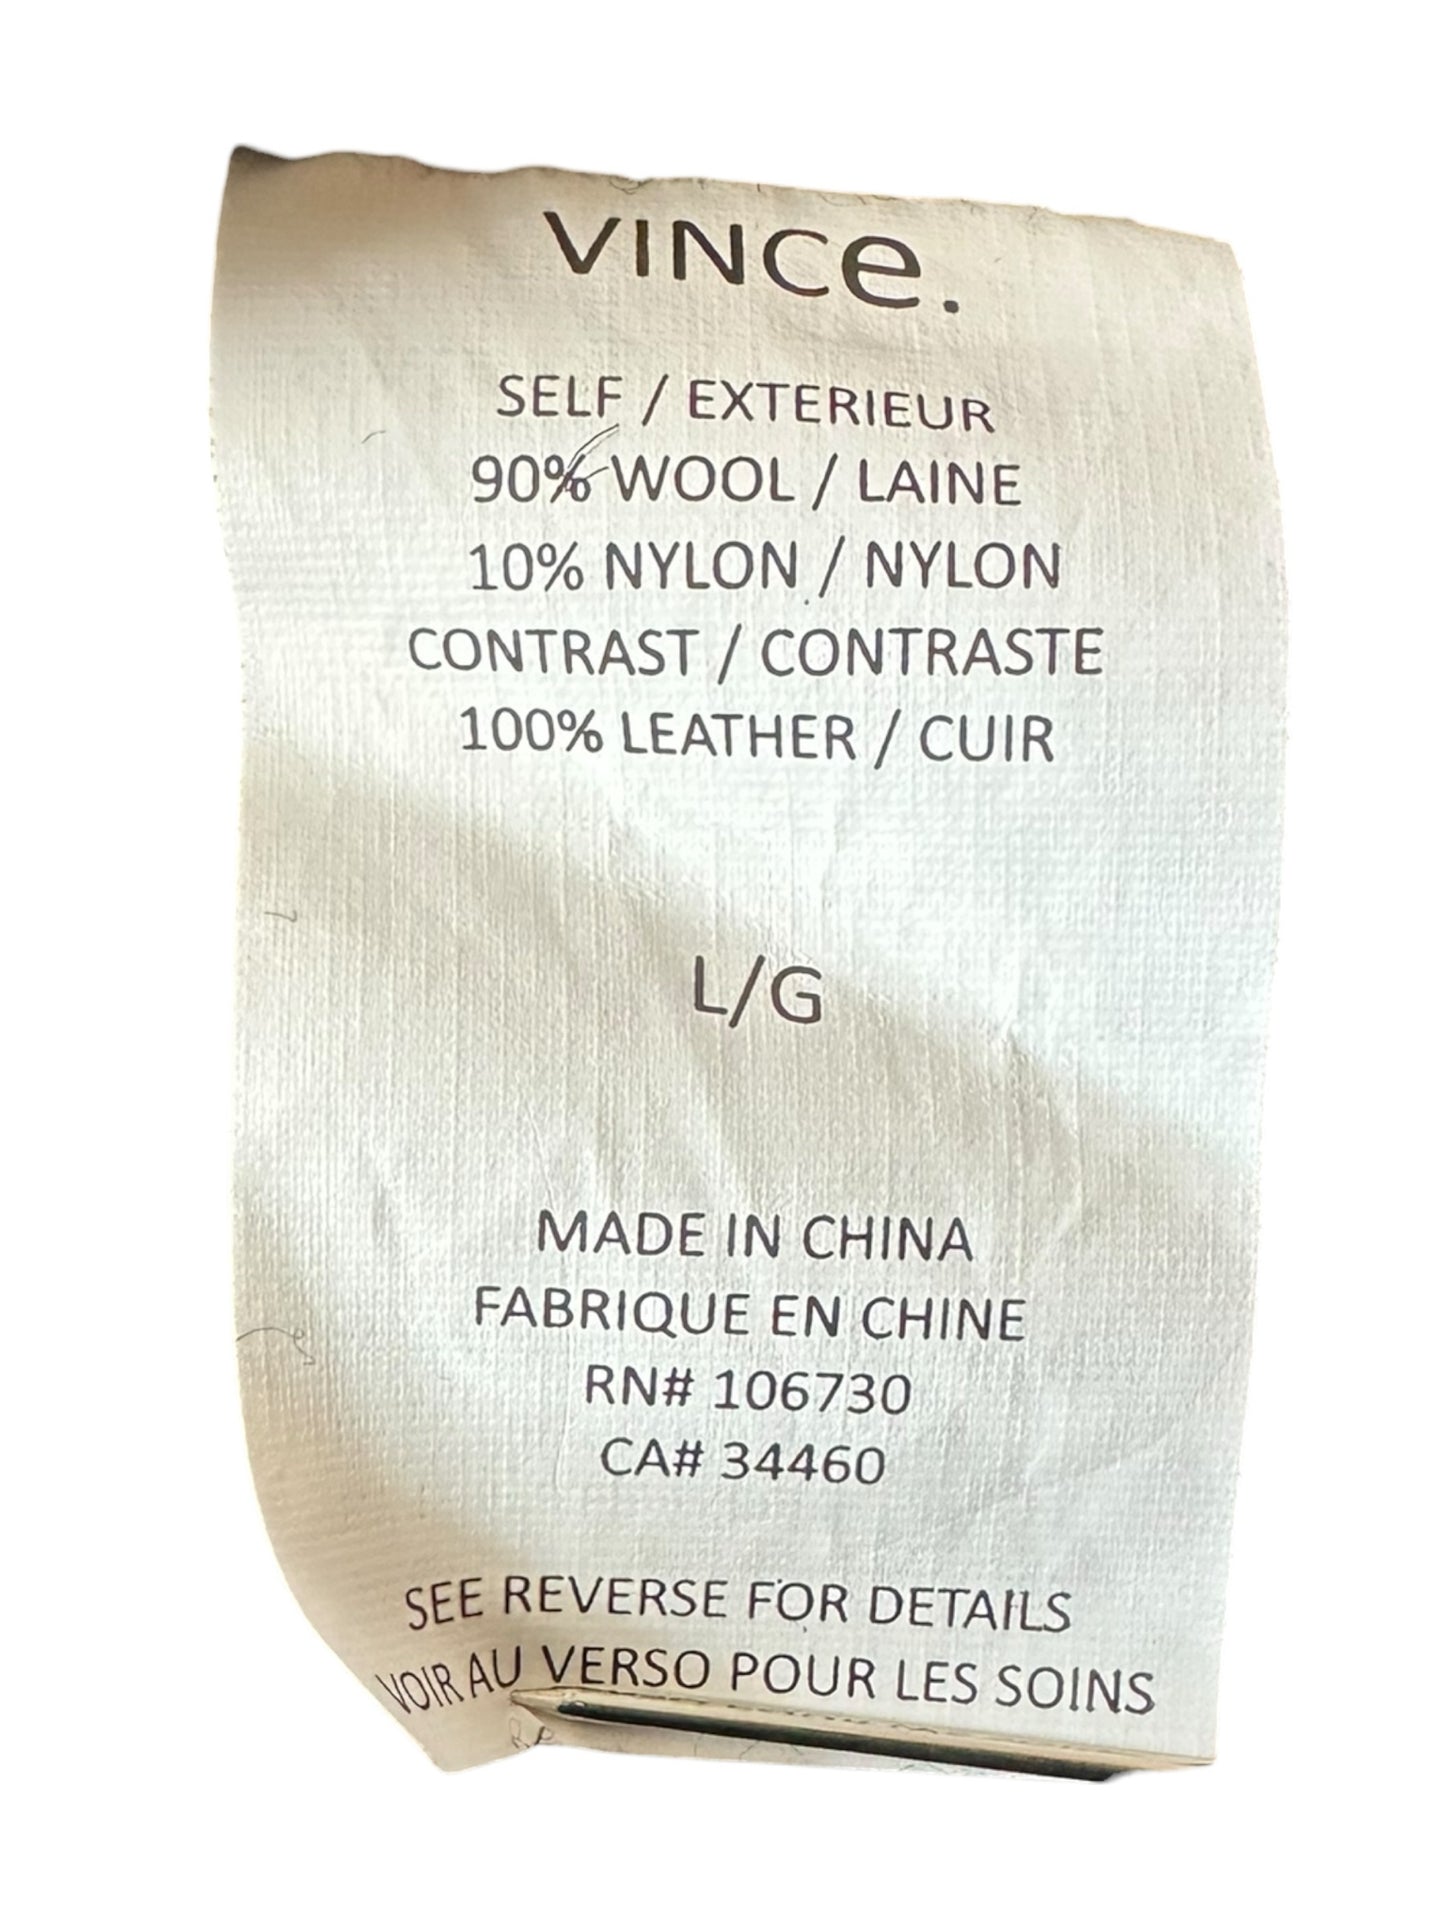 VINCe.
SELF / EXTERIEUR
90% WOOL / LAINE
10% NYLON / NYLON
CONTRAST / CONTRASTE
100% LEATHER / CUIR
L/G
MADE IN CHINA
FABRIQUE EN CHINE
RN# 106730
CA# 34460
SEE REVERSE FOR DETAILS
VOIR AU VERSO POUR LES SOINS